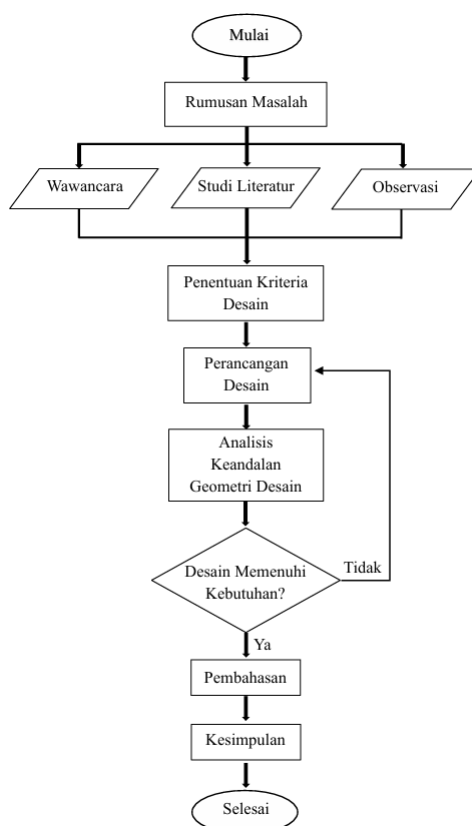 Mulai
Rumusan Masalah
Wawancara
Studi Literatur
Observasi
Penentuan Kriteria
Desain
Perancangan
Desain
Analisis
Keandalan
Geometri Desain
Desain Memenuhi
Kebutuhan?
Tidak
Ya
Pembahasan
Kesimpulan
Selesai